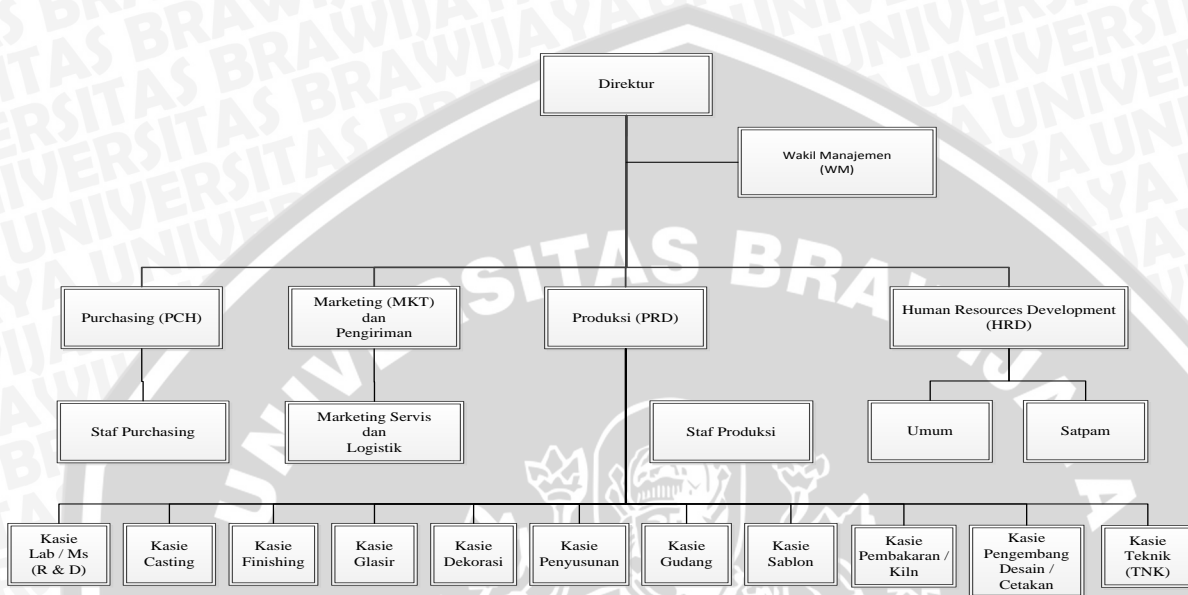 Direktur
Wakil Manajemen
(WM)
UNIVERSITAS BRAWIJAYA
Purchasing (PCH)
Marketing (MKT)
dan
Pengiriman
Produksi (PRD)
Human Resources Development
(HRD)
Staf Purchasing
Marketing Servis
dan
Logistik
Staf Produksi
Umum
Satpam
Kasie
Lab / Ms
(R & D)
Kasie
Casting
Kasie
Finishing
Kasie
Glasir
Kasie
Dekorasi
Kasie
Penyusunan
Kasie
Gudang
Kasie
Sablon
Kasie
Pembakaran /
Kiln
Kasie
Pengembang
Desain /
Cetakan
Kasie
Teknik
(TNK)